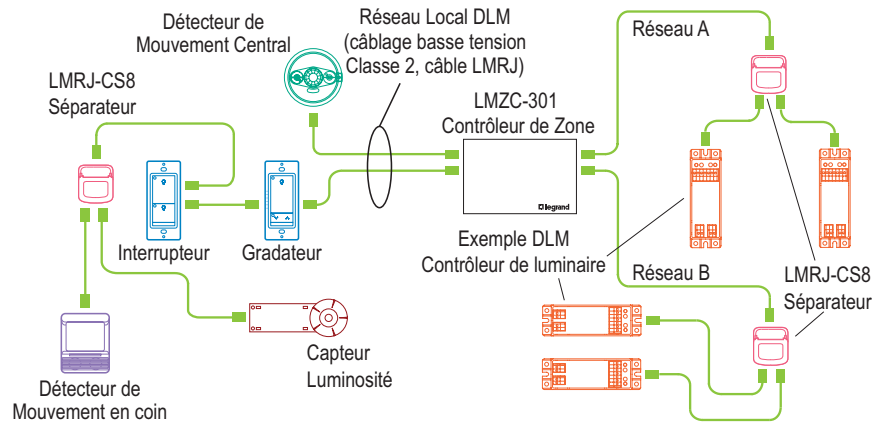 Détecteur de
Mouvement Central
Réseau Local DLM
(câblage basse tension
Classe 2, câble LMRJ)
Réseau A
LMRJ-CS8
Séparateur
LMZC-301
Contrôleur de Zone
legrand
Interrupteur
Gradateur
Exemple DLM
Contrôleur de luminaire
Réseau B
LMRJ-CS8
Séparateur
Capteur
Luminosité
Détecteur de
Mouvement en coin